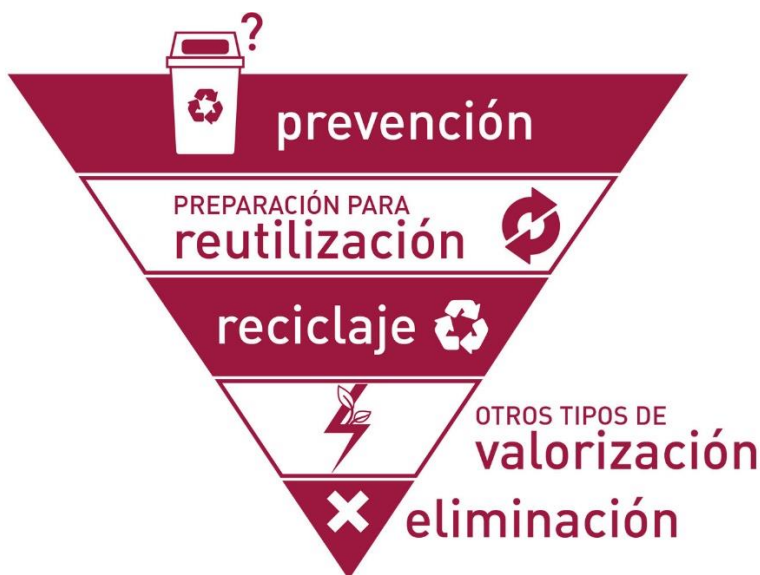 ?
prevención
PREPARACIÓN PARA
reutilización
reciclaje
OTROS TIPOS DE
valorización
eliminación